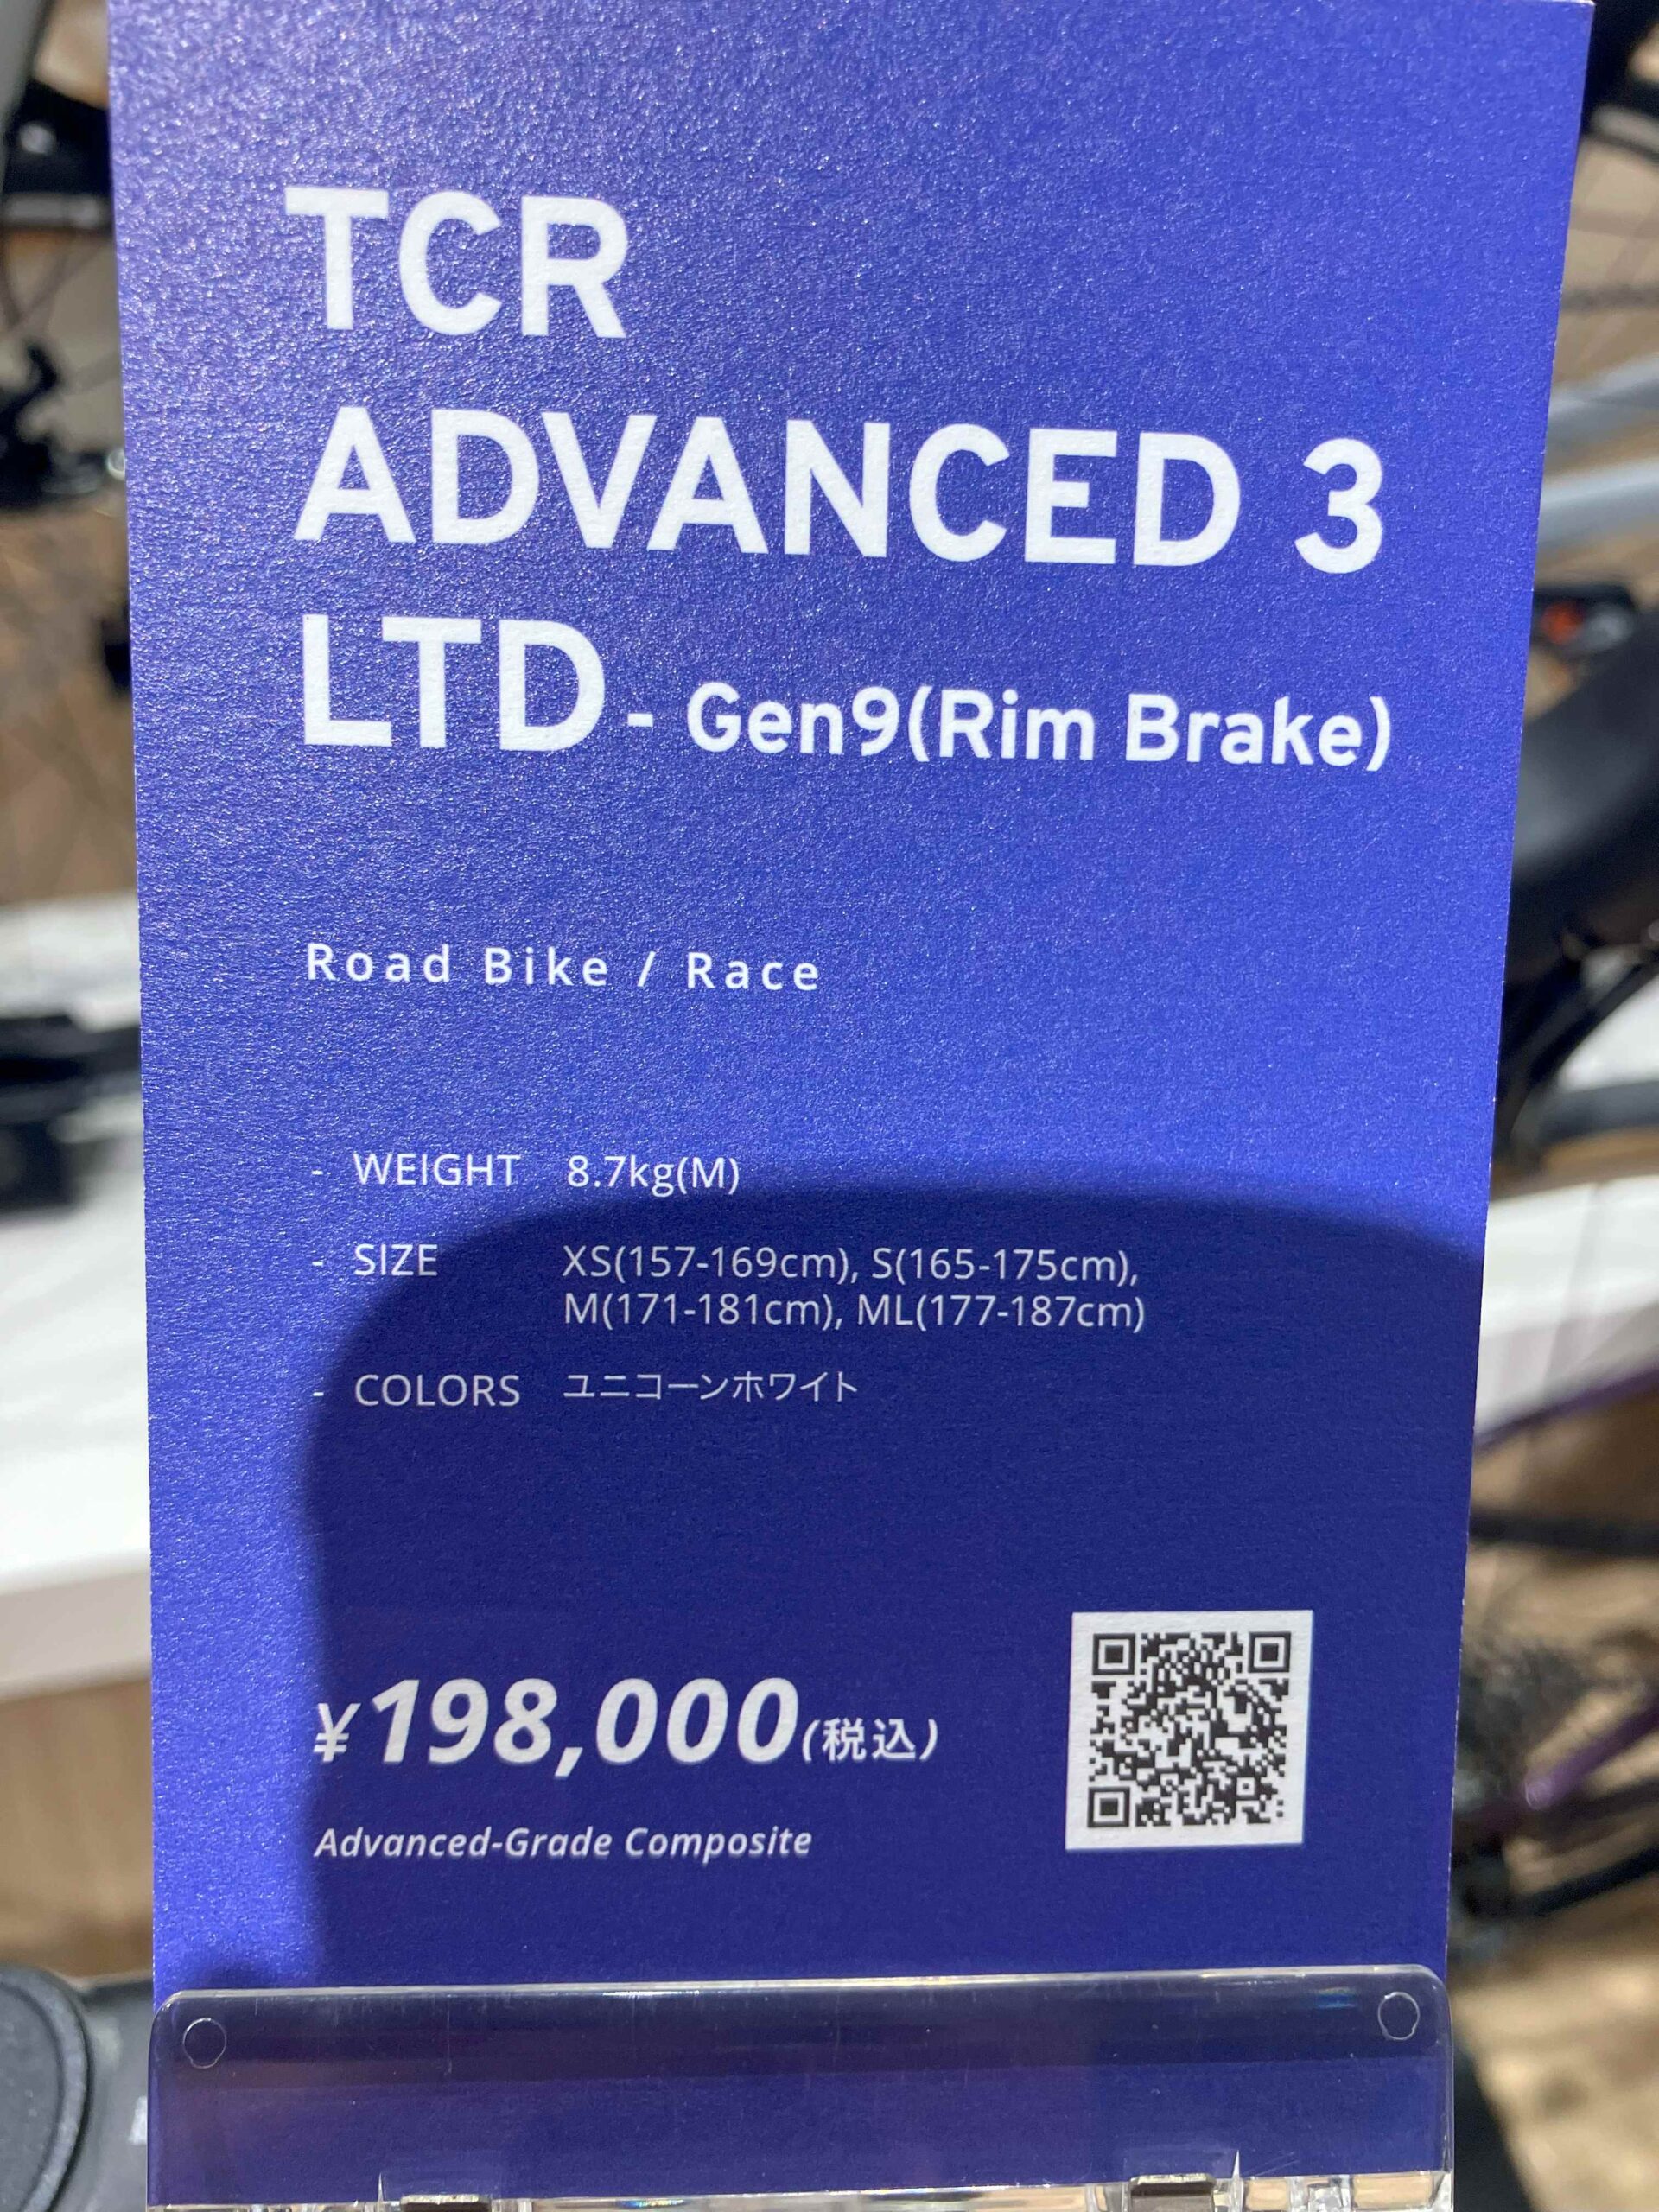 TCR
ADVANCED 3
LTD - Gen9(Rim Brake)
Road Bike / Race
- WEIGHT 8.7kg(M)
- SIZE XS(157-169cm), S(165-175cm),
M(171-181cm), ML(177-187cm)
- COLORS ユニコーンホワイト
¥198,000(税込)
Advanced-Grade Composite